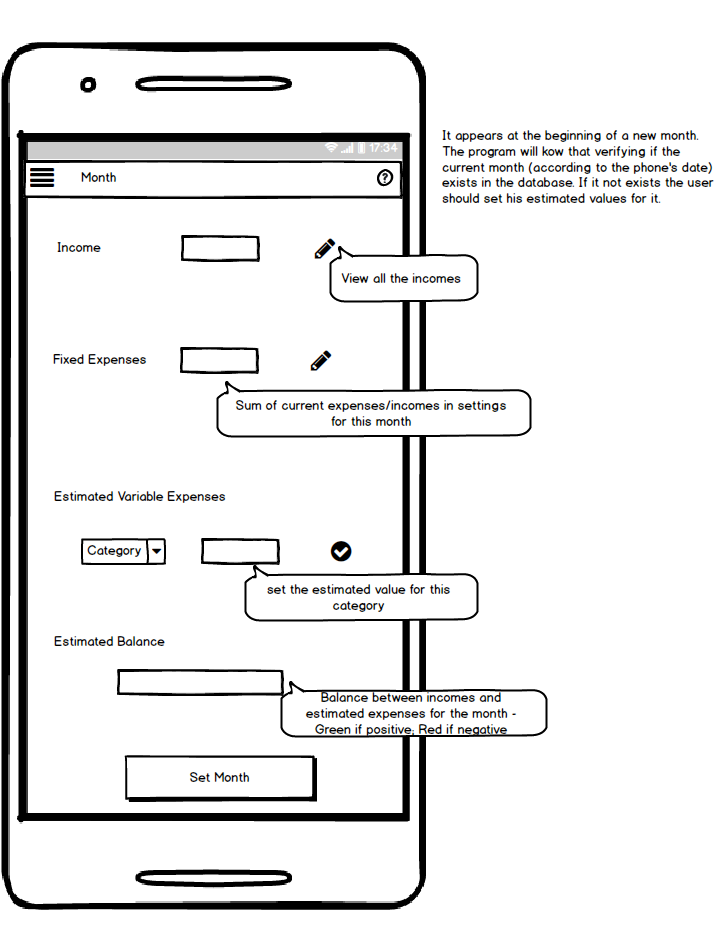 It appears at the beginning of a new month.
The program will kow that verifying if the
current month (according to the phone's date)
exists in the database. If it not exists the user
should set his estimated values for it.
17:34
Month
?
Income
View all the incomes
Fixed Expenses
Sum of current expenses/incomes in settings
for this month
Estimated Variable Expenses
Category
set the estimated value for this
category
Estimated Balance
Balance between incomes and
estimated expenses for the month -
Green if positive; Red if negative
Set Month